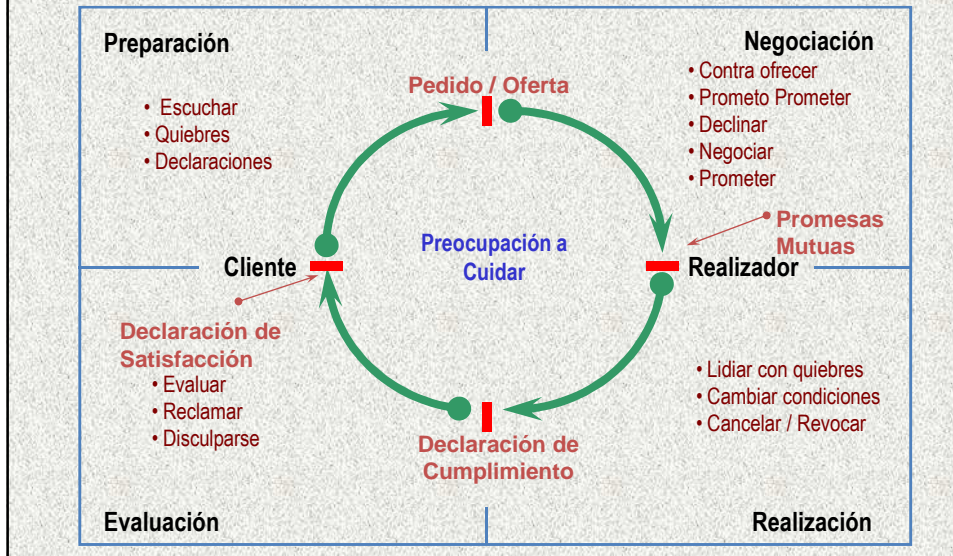 Preparación
Negociación
• Escuchar
• Quiebres
• Declaraciones
Pedido / Oferta
• Contra ofrecer
• Prometo Prometer
• Declinar
• Negociar
• Prometer
Promesas
Mutuas
Preocupación a
Cuidar
Cliente
Realizador
Declaración de
Satisfacción
• Evaluar
• Reclamar
• Disculparse
• Lidiar con quiebres
• Cambiar condiciones
• Cancelar / Revocar
Declaración de
Cumplimiento
Evaluación
Realización